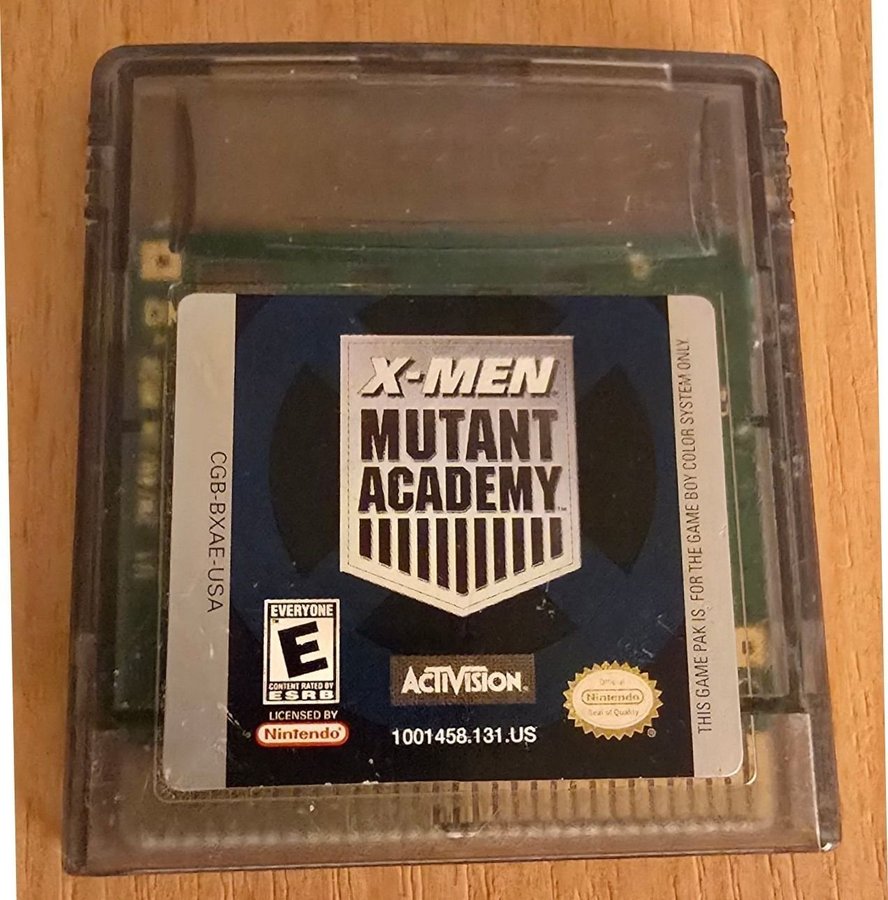 X-MEN
MUTANT
ACADEMY™
CGB-BXAE-USA
THIS GAME PAK IS FOR THE GAME BOY COLOR SYSTEM ONLY.
EVERYONE
E
CONTENT RATED BY
ESRB
LICENSED BY
Nintendo®
ACTIVISION®
1001458.131.US
Official
Nintendo
Seal of Quality